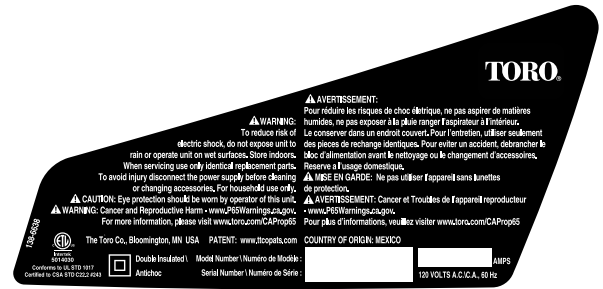 TORO®
⚠ WARNING:
To reduce risk of
electric shock, do not expose unit to
rain or operate unit on wet surfaces. Store indoors.
When servicing use only identical replacement parts.
To avoid injury disconnect the power supply before cleaning
or changing accessories. For household use only.
⚠ CAUTION: Eye protection should be worn by operator of this unit.
⚠ WARNING: Cancer and Reproductive Harm - www.P65Warnings.ca.gov.
For more information, please visit www.toro.com/CAProp65
⚠ AVERTISSEMENT:
Pour réduire les risques de choc életrique, ne pas aspirer de matières
humides, ne pas exposer à la pluie ranger l'aspirateur à l'intérieur.
Le conserver dans un endroit couvert. Pour l'entretien, utiliser seulement
des pieces de rechange identiques. Pour eviter un accident, debrancher le
bloc d'alimentation avant le nettoyage ou le changement d'accessoires.
Reserve a l'usage domestique.
⚠ MISE EN GARDE: Ne pas utiliser l'appareil sans lunettes
de protection.
⚠ AVERTISSEMENT: Cancer et Troubles de l'appareil reproducteur
- www.P65Warnings.ca.gov.
Pour plus d'informations, veuillez visiter www.toro.com/CAProp65
138-5638
The Toro Co., Bloomington, MN USA PATENT: www.ttcopats.com COUNTRY OF ORIGIN: MEXICO
ETL
Intertek
5014030
Conforms to UL STD 1017
Certified to CSA STD C22.2 #243
Double Insulated \
Antichoc
Model Number \ Numéro de Modèle :
Serial Number \ Numéro de Série :
AMPS
120 VOLTS A.C.\C.A., 60 Hz